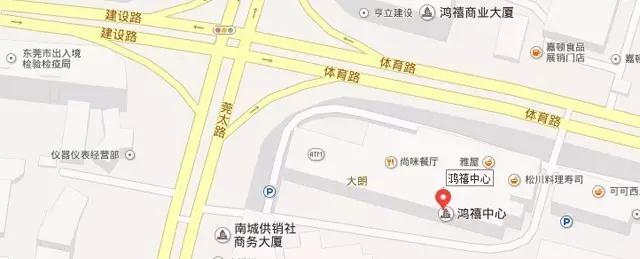 建设路
亨立建设
鸿禧商业大厦
东莞市出入境
检验检疫局
建设路
体育路
嘉顿食品
展销门店
嘉顿
体育路
体育路
莞太路
仪器仪表经营部
ATM
尚味餐厅
雅屋
大朗
鸿禧中心
松川料理寿司
可可西
P
鸿禧中心
南城供销社
商务大厦
P